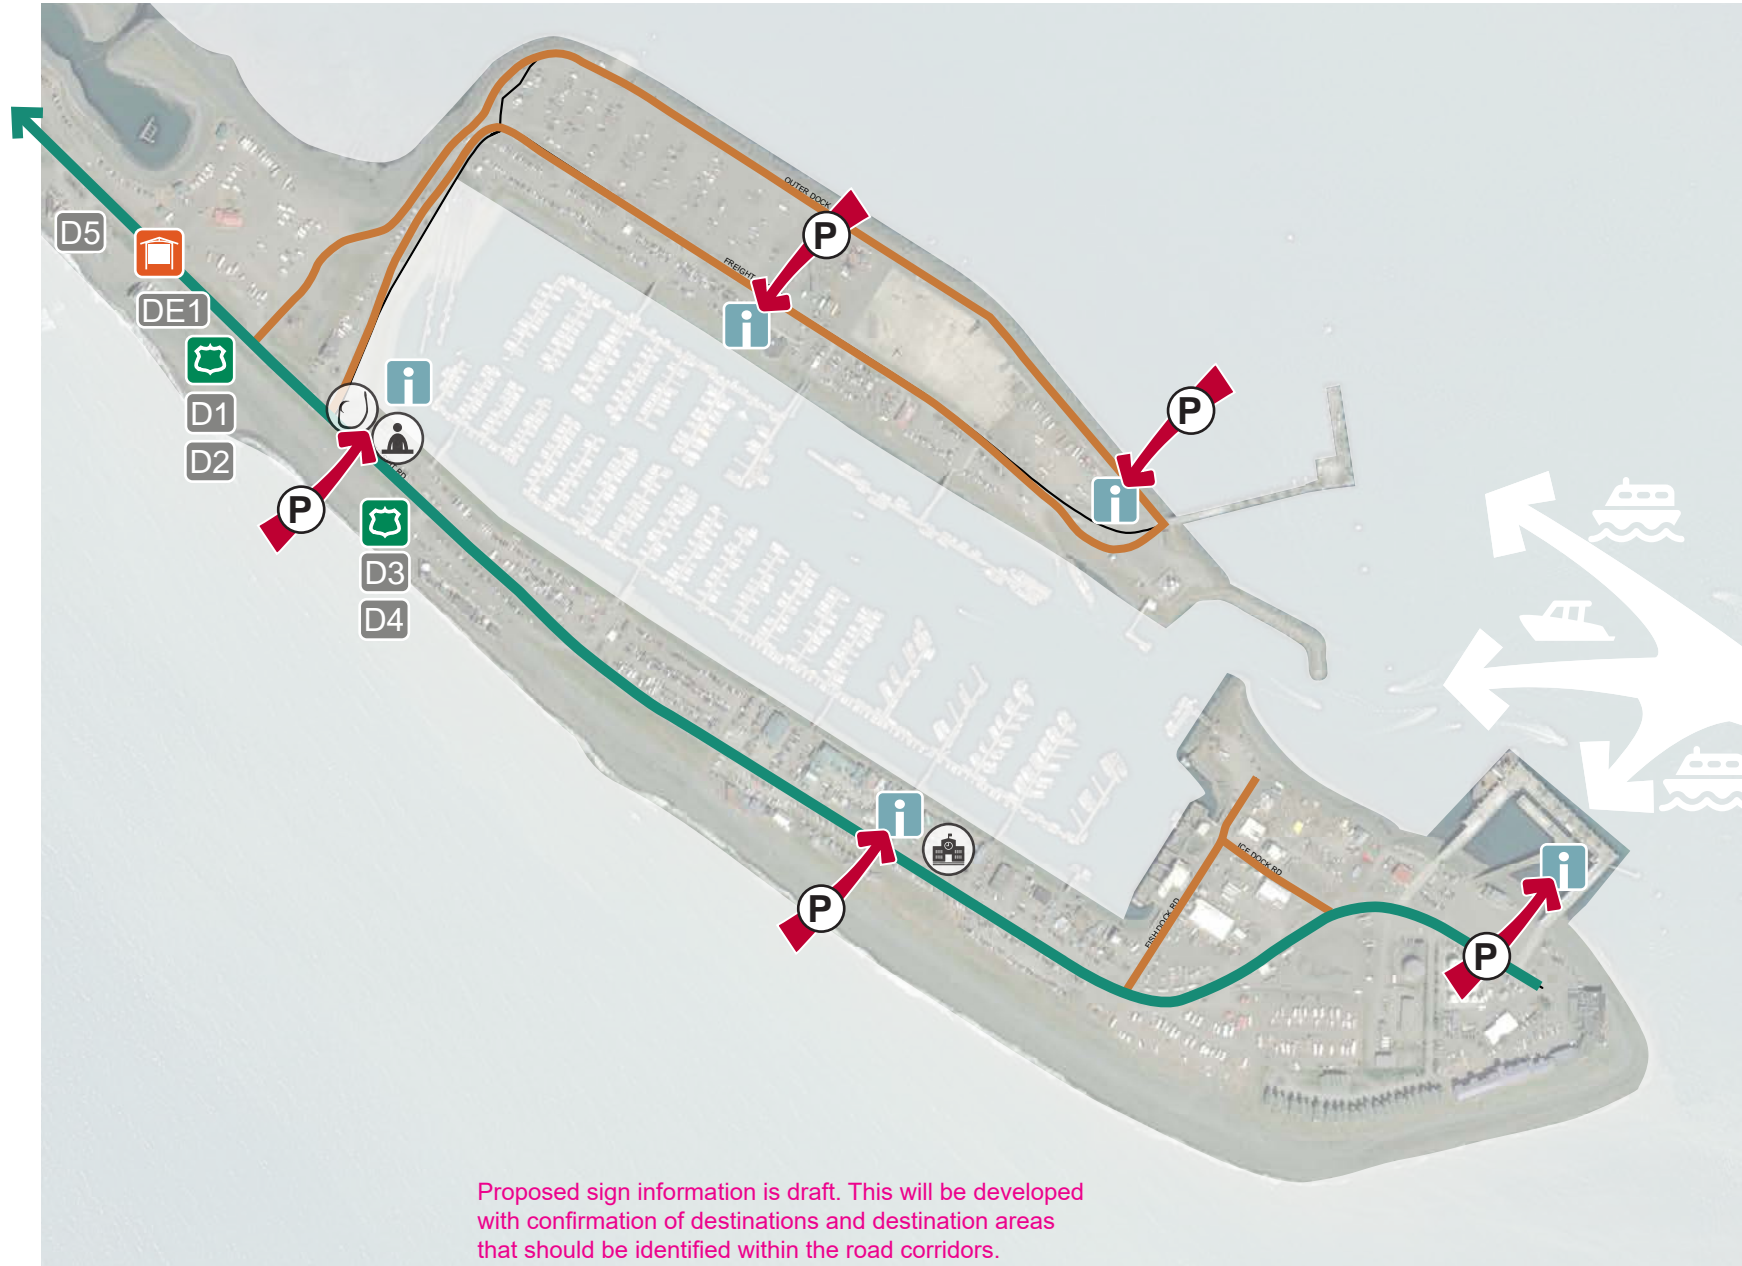 OUTER DOCK
P
D5
FREIGHT
DE1
i
i
D1
P
D2
i
P
D3
D4
i
ICE DOCK RD
i
P
FISH DOCK RD
P
Proposed sign information is draft. This will be developed
with confirmation of destinations and destination areas
that should be identified within the road corridors.